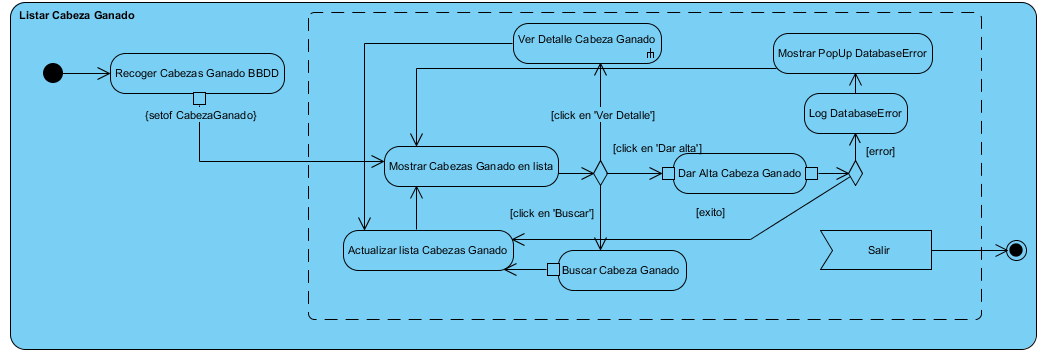 Listar Cabeza Ganado
Ver Detalle Cabeza Ganado
Mostrar PopUp DatabaseError
Recoger Cabezas Ganado BBDD
{setof CabezaGanado}
[click en 'Ver Detalle']
Log DatabaseError
[click en 'Dar alta']
[error]
Mostrar Cabezas Ganado en lista
Dar Alta Cabeza Ganado
[click en 'Buscar']
[exito]
Actualizar lista Cabezas Ganado
Salir
Buscar Cabeza Ganado